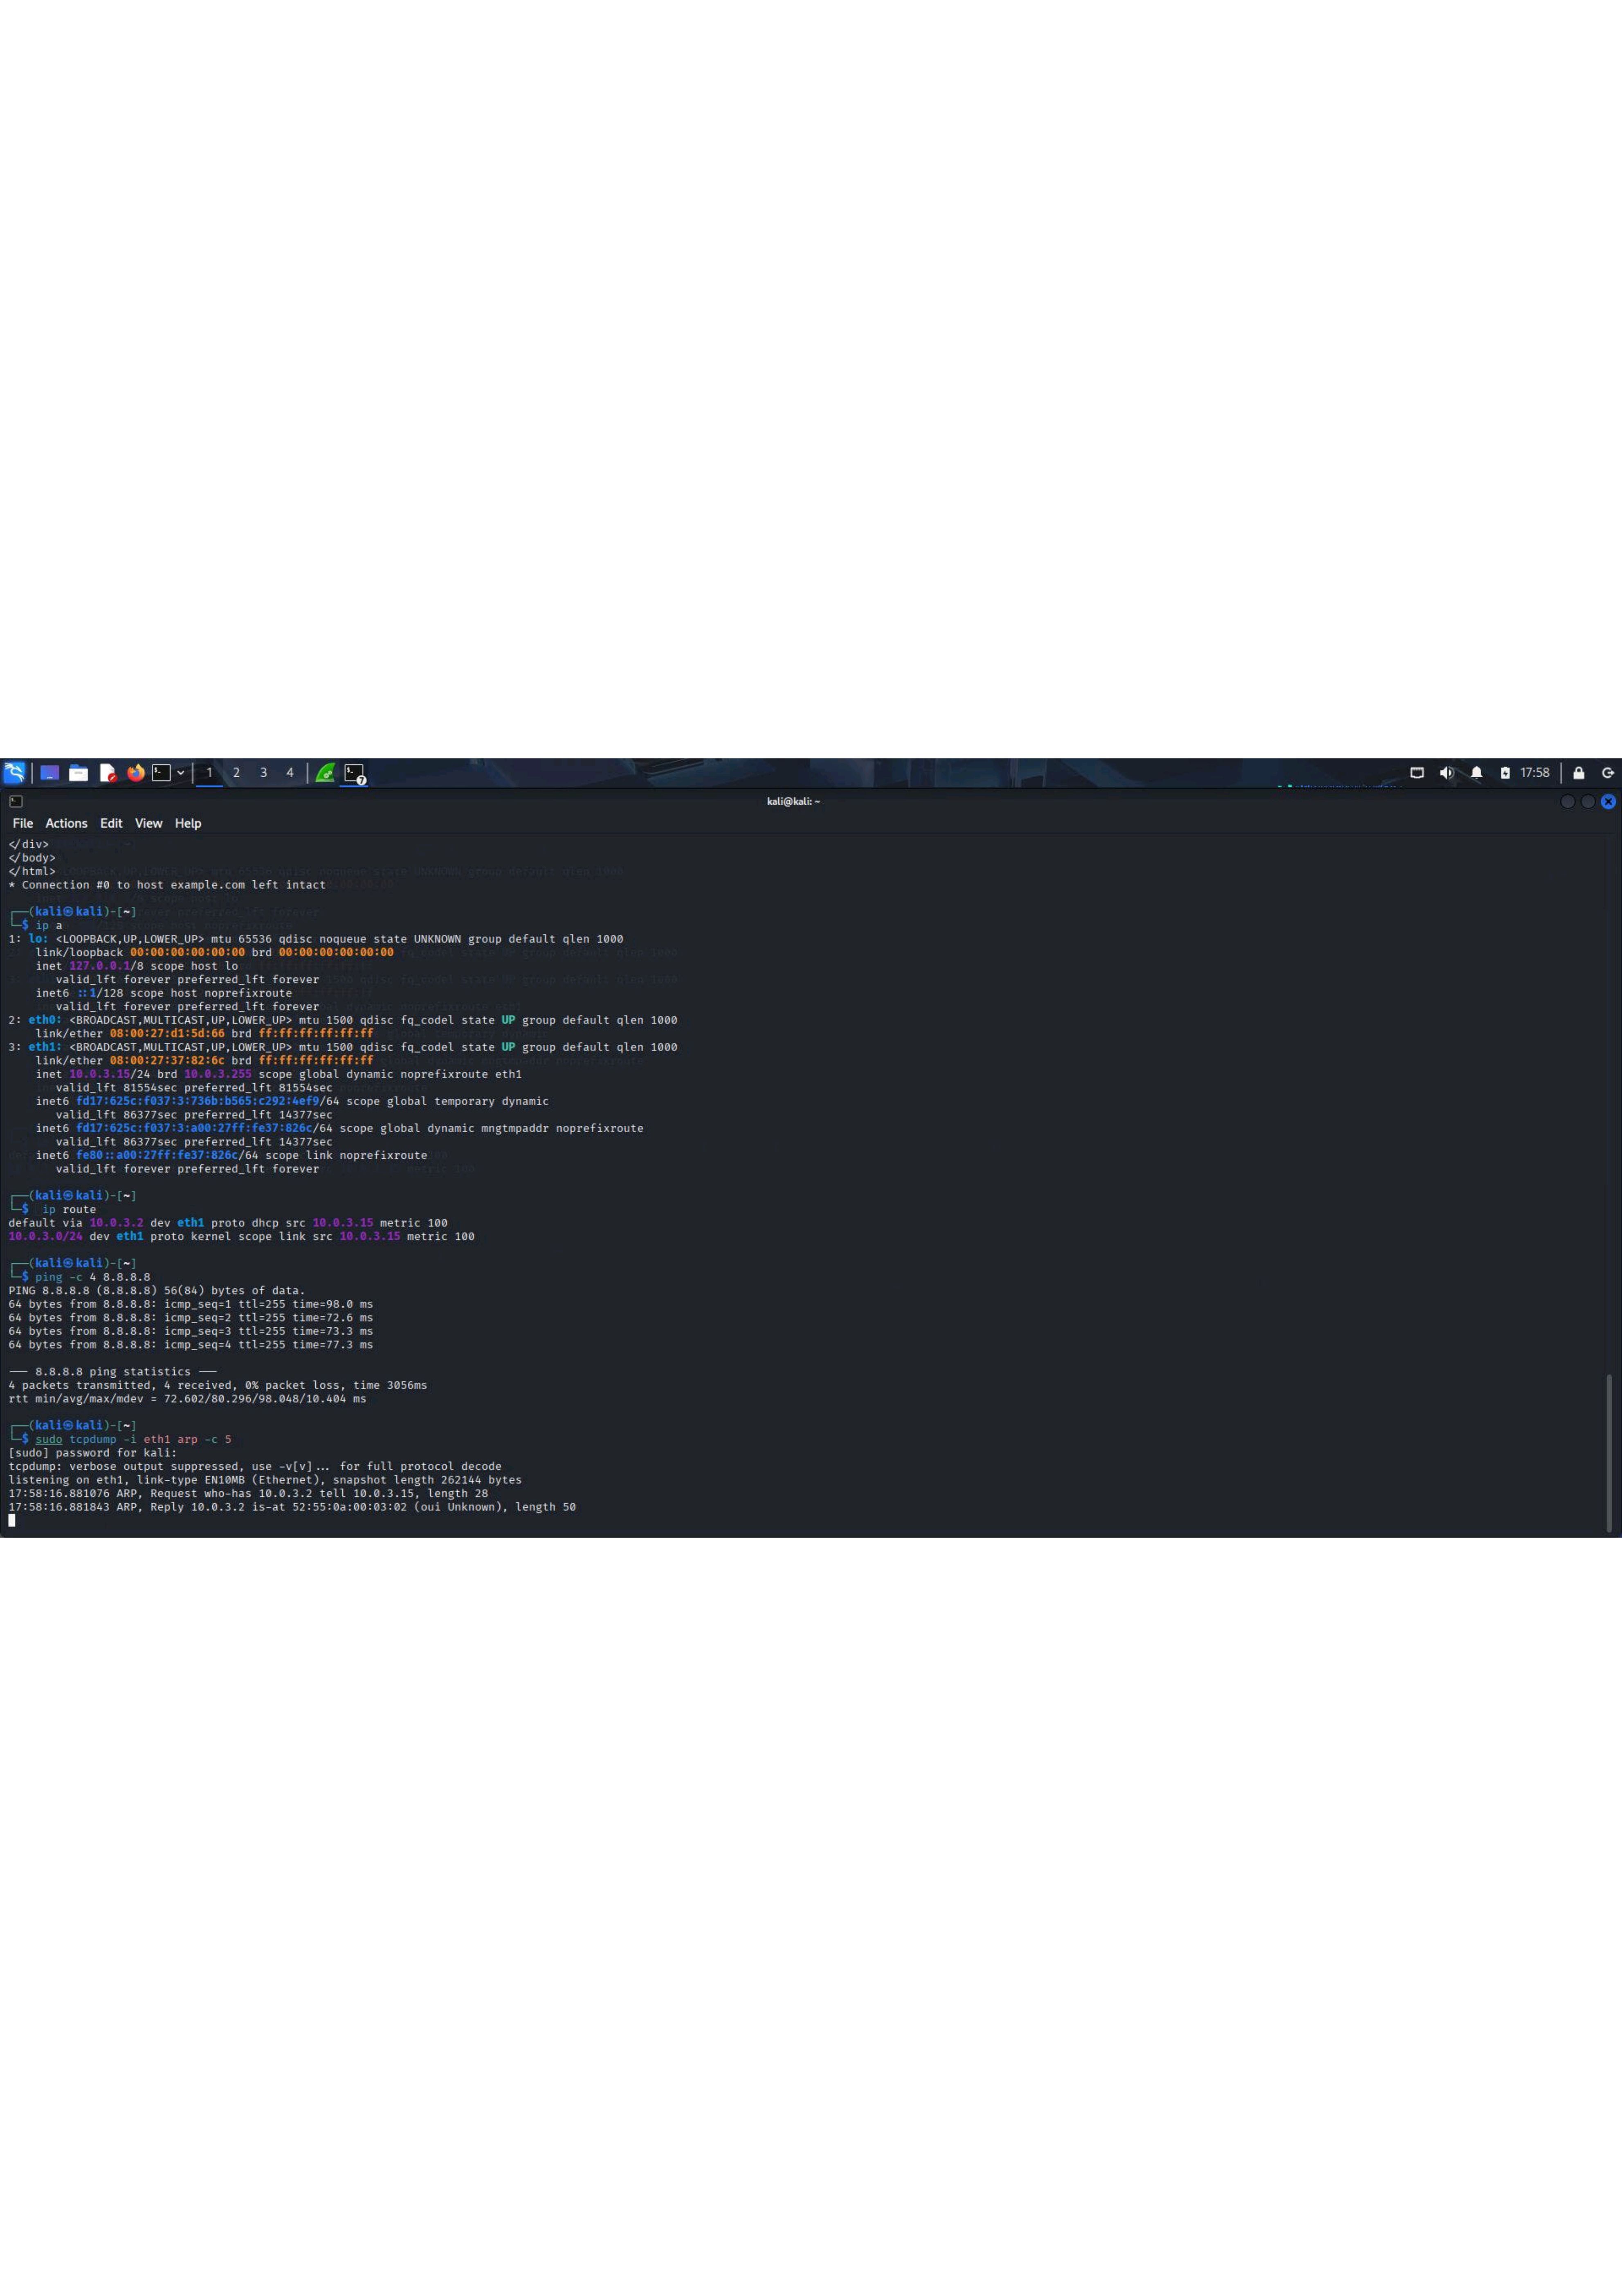 1 2 3 4
7
17:58
kali@kali: ~
File Actions Edit View Help
</div>
</body>
</html>
* Connection #0 to host example.com left intact
┌──(kali㉿kali)-[~]
└─$ ip a
1: lo: <LOOPBACK,UP,LOWER_UP> mtu 65536 qdisc noqueue state UNKNOWN group default qlen 1000
    link/loopback 00:00:00:00:00:00 brd 00:00:00:00:00:00
    inet 127.0.0.1/8 scope host lo
       valid_lft forever preferred_lft forever
    inet6 ::1/128 scope host noprefixroute
       valid_lft forever preferred_lft forever
2: eth0: <BROADCAST,MULTICAST,UP,LOWER_UP> mtu 1500 qdisc fq_codel state UP group default qlen 1000
    link/ether 08:00:27:d1:5d:66 brd ff:ff:ff:ff:ff:ff
3: eth1: <BROADCAST,MULTICAST,UP,LOWER_UP> mtu 1500 qdisc fq_codel state UP group default qlen 1000
    link/ether 08:00:27:37:82:6c brd ff:ff:ff:ff:ff:ff
    inet 10.0.3.15/24 brd 10.0.3.255 scope global dynamic noprefixroute eth1
       valid_lft 81554sec preferred_lft 81554sec
    inet6 fd17:625c:f037:3:736b:b565:c292:4ef9/64 scope global temporary dynamic
       valid_lft 86377sec preferred_lft 14377sec
    inet6 fd17:625c:f037:3:a00:27ff:fe37:826c/64 scope global dynamic mngtmpaddr noprefixroute
       valid_lft 86377sec preferred_lft 14377sec
    inet6 fe80::a00:27ff:fe37:826c/64 scope link noprefixroute
       valid_lft forever preferred_lft forever
┌──(kali㉿kali)-[~]
└─$  ip route
default via 10.0.3.2 dev eth1 proto dhcp src 10.0.3.15 metric 100
10.0.3.0/24 dev eth1 proto kernel scope link src 10.0.3.15 metric 100
┌──(kali㉿kali)-[~]
└─$ ping -c 4 8.8.8.8
PING 8.8.8.8 (8.8.8.8) 56(84) bytes of data.
64 bytes from 8.8.8.8: icmp_seq=1 ttl=255 time=98.0 ms
64 bytes from 8.8.8.8: icmp_seq=2 ttl=255 time=72.6 ms
64 bytes from 8.8.8.8: icmp_seq=3 ttl=255 time=73.3 ms
64 bytes from 8.8.8.8: icmp_seq=4 ttl=255 time=77.3 ms
--- 8.8.8.8 ping statistics ---
4 packets transmitted, 4 received, 0% packet loss, time 3056ms
rtt min/avg/max/mdev = 72.602/80.296/98.048/10.404 ms
┌──(kali㉿kali)-[~]
└─$ sudo tcpdump -i eth1 arp -c 5
[sudo] password for kali:
tcpdump: verbose output suppressed, use -v[v]... for full protocol decode
listening on eth1, link-type EN10MB (Ethernet), snapshot length 262144 bytes
17:58:16.881076 ARP, Request who-has 10.0.3.2 tell 10.0.3.15, length 28
17:58:16.881843 ARP, Reply 10.0.3.2 is-at 52:55:0a:00:03:02 (oui Unknown), length 50